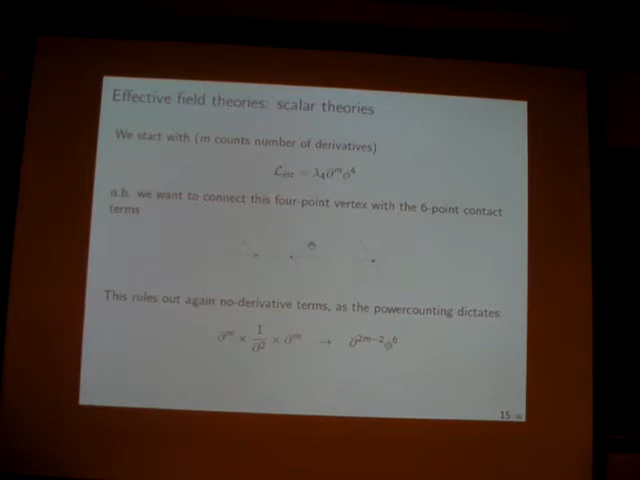 Effective field theories: scalar theories
We start with (m counts number of derivatives)
ℒ_int = λ₄∂^m ϕ⁴
n.b. we want to connect this four-point vertex with the 6-point contact
terms
This rules out again no-derivative terms, as the powercounting dictates
∂^m × 1/∂² × ∂^m → ∂^{2m−2}ϕ⁶
15